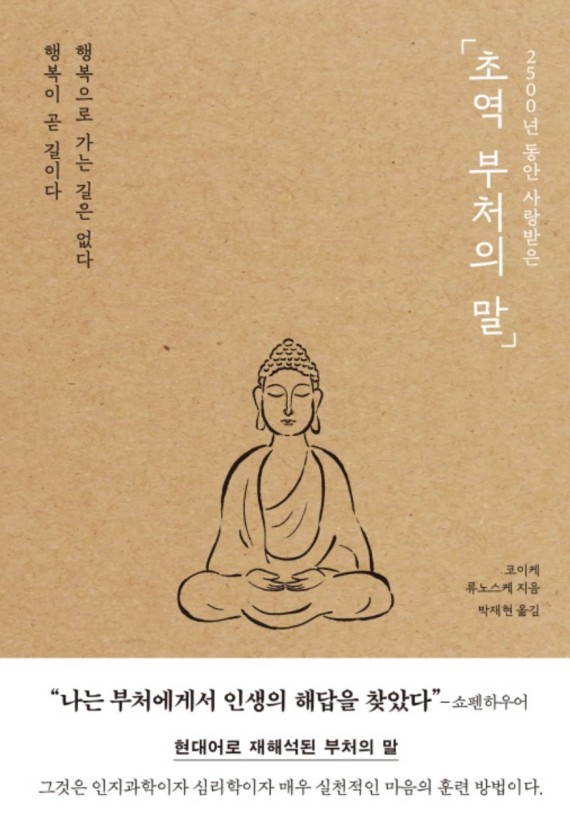 2500년 동안 사랑받은
「초역 부처의 말」
행복으로 가는 길은 없다
행복이 곧 길이다
코이케
류노스케 지음
박재현 옮김
“나는 부처에게서 인생의 해답을 찾았다”-쇼펜하우어
현대어로 재해석된 부처의 말
그것은 인지과학이자 심리학이자 매우 실천적인 마음의 훈련 방법이다.